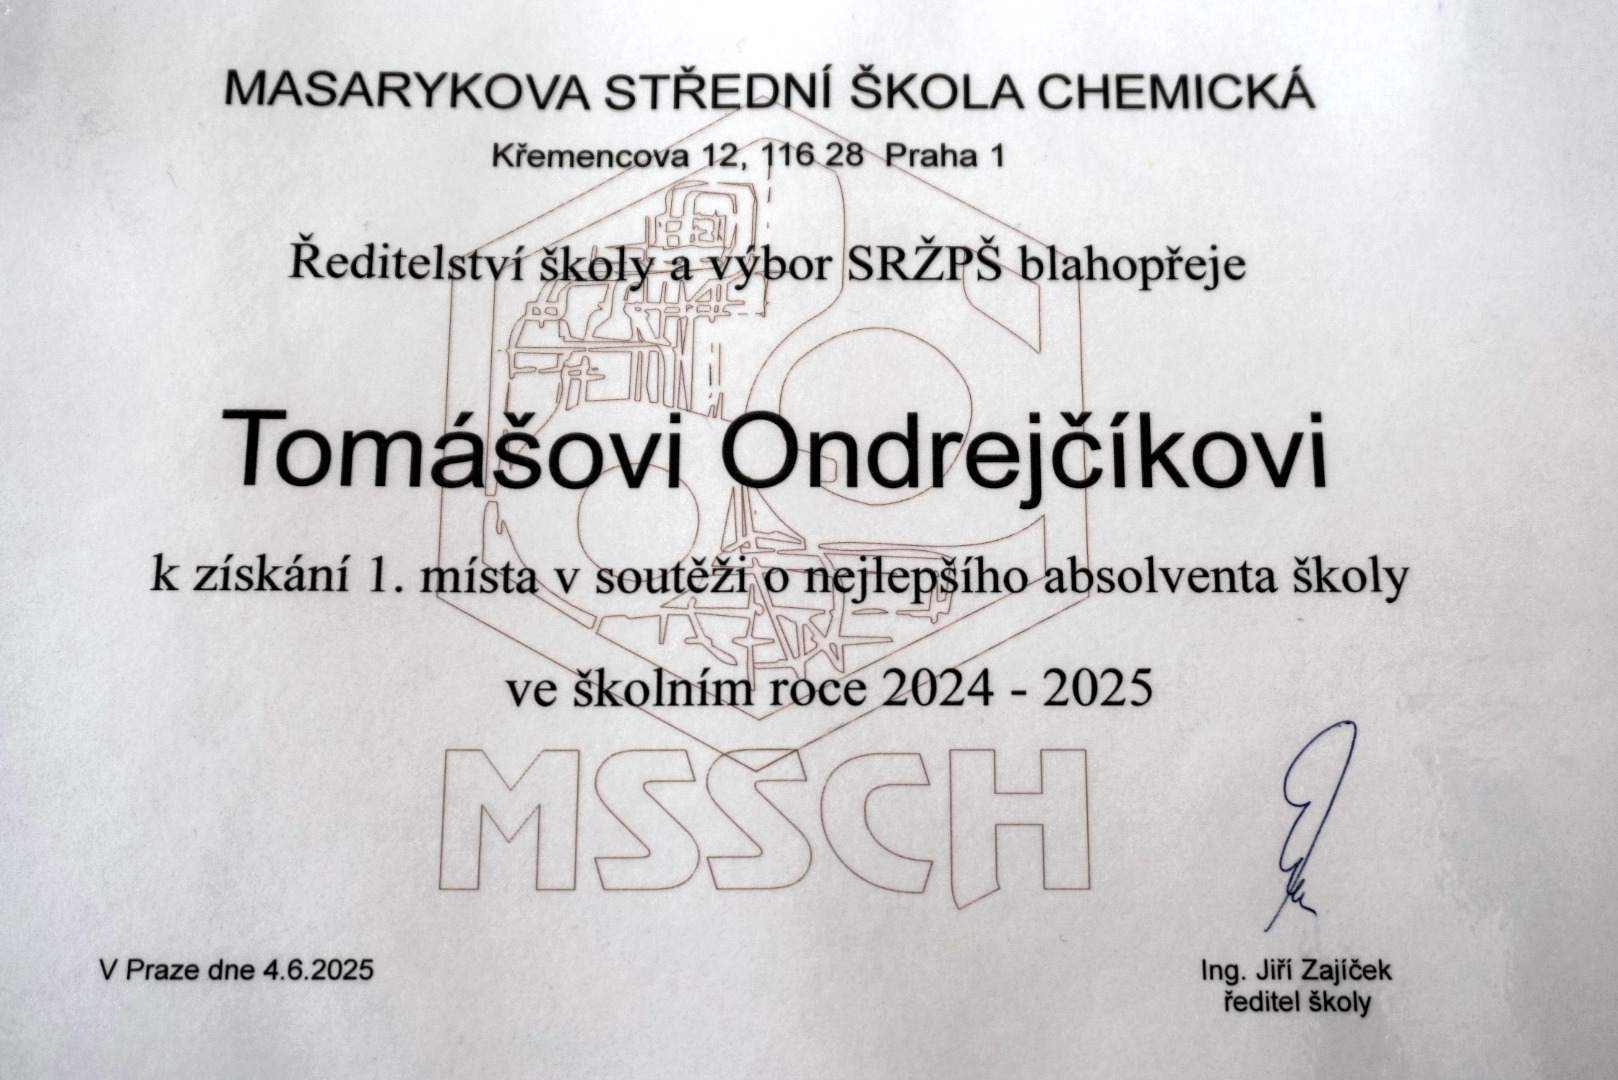 MASARYKOVA STŘEDNÍ ŠKOLA CHEMICKÁ
Křemencova 12, 116 28 Praha 1
Ředitelství školy a výbor SRŽPŠ blahopřeje
Tomášovi Ondrejčíkovi
k získání 1. místa v soutěži o nejlepšího absolventa školy
ve školním roce 2024 - 2025
MSSCH
V Praze dne 4.6.2025
Ing. Jiří Zajíček
ředitel školy